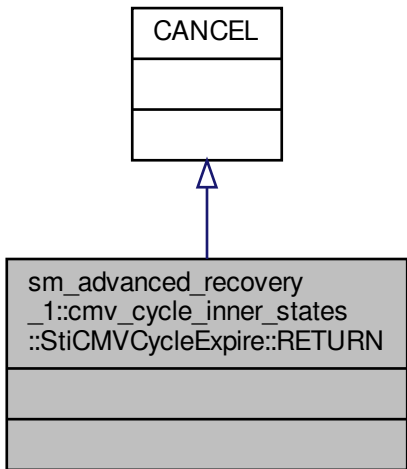 CANCEL
sm_advanced_recovery
_1::cmv_cycle_inner_states
::StiCMVCycleExpire::RETURN